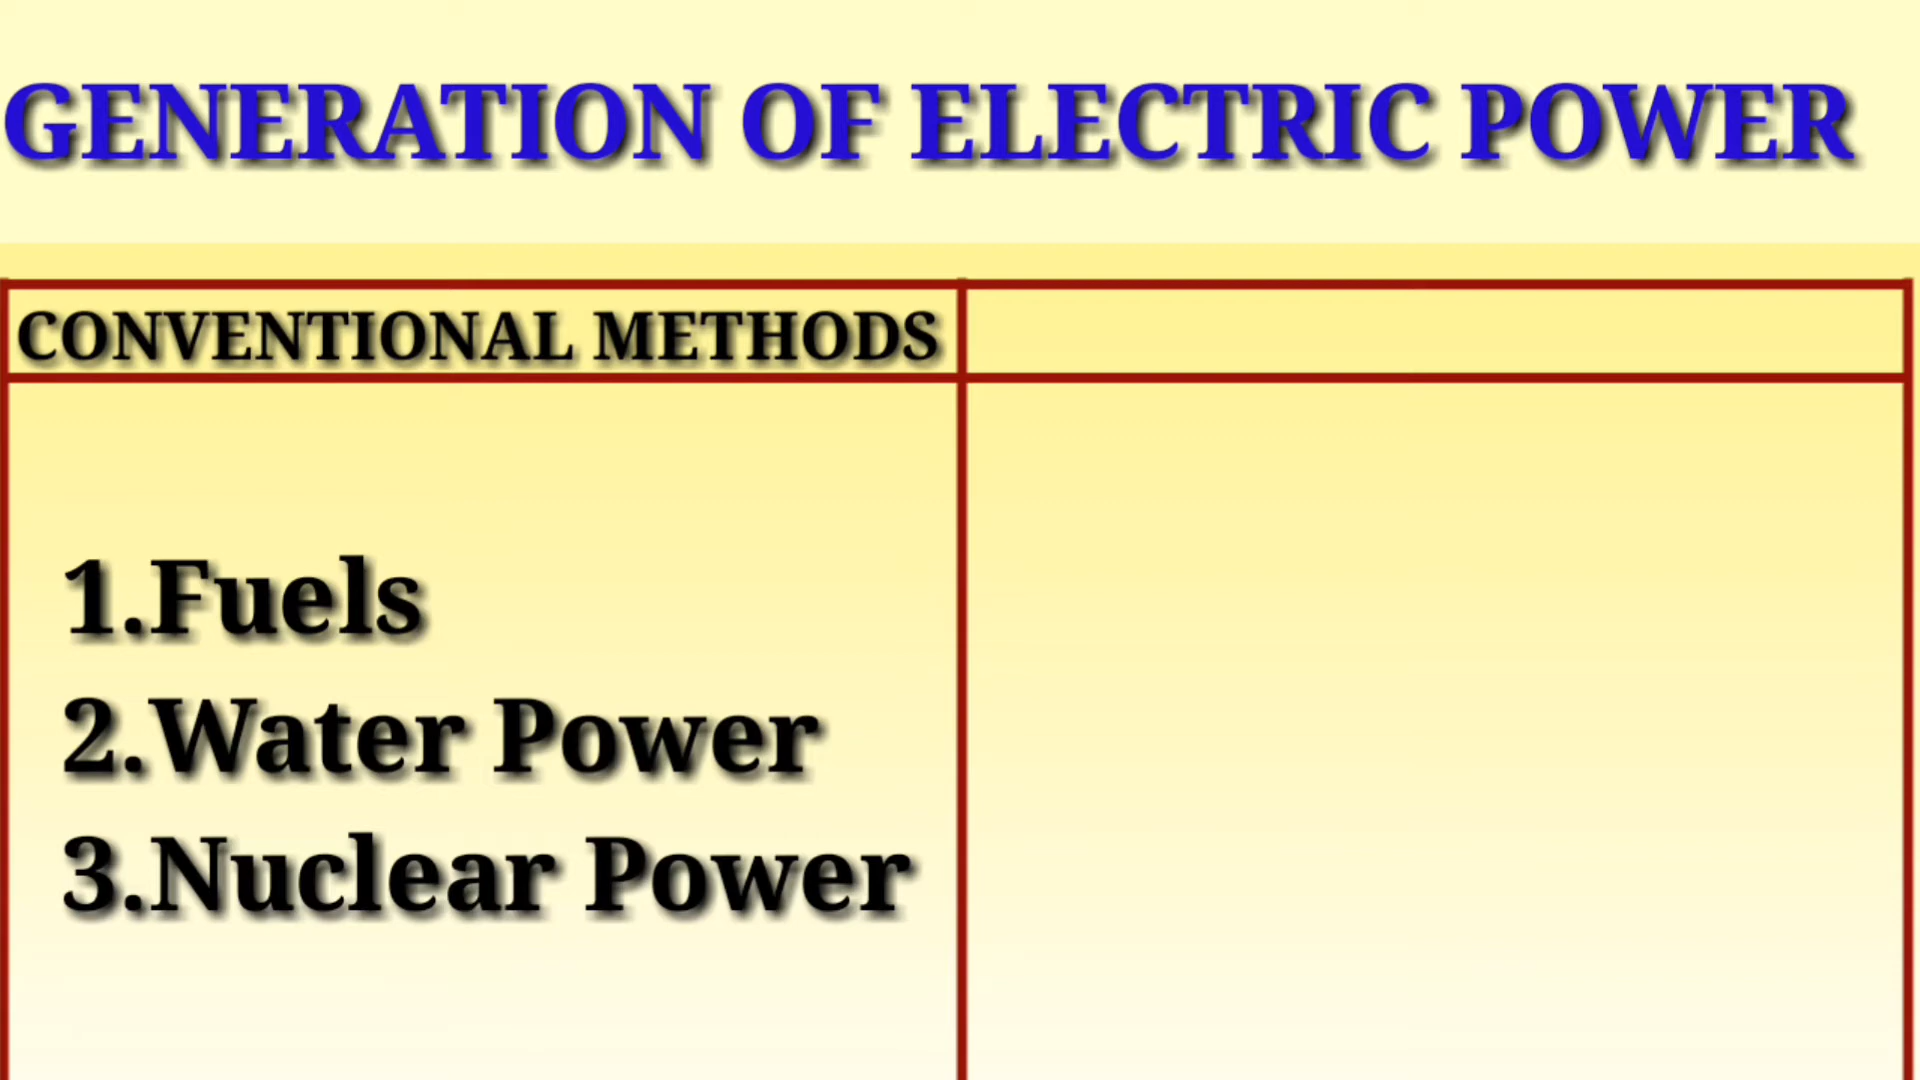 GENERATION OF ELECTRIC POWER
CONVENTIONAL METHODS
1.Fuels
2.Water Power
3.Nuclear Power